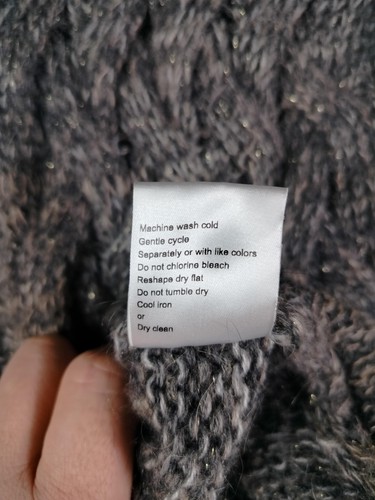 Machine wash cold
Gentle cycle
Separately or with like colors
Do not chlorine bleach
Reshape dry flat
Do not tumble dry
Cool iron
or
Dry clean